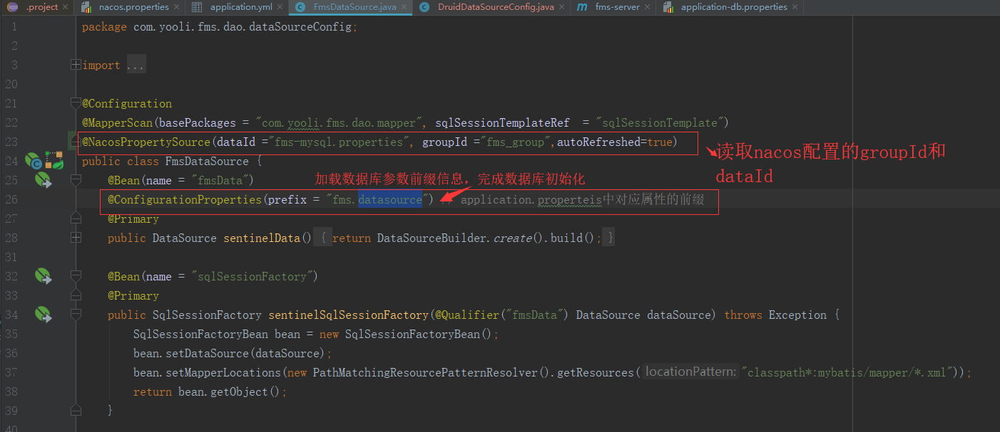 .project nacos.properties application.yml FmsDataSource.java DruidDataSourceConfig.java fms-server application-db.properties
1 package com.yooli.fms.dao.dataSourceConfig;
2
3 import ...
20
21 @Configuration
22 @MapperScan(basePackages = "com.yooli.fms.dao.mapper", sqlSessionTemplateRef  = "sqlSessionTemplate")
23 @NacosPropertySource(dataId ="fms-mysql.properties", groupId ="fms_group",autoRefreshed=true)
读取nacos配置的groupId和
dataId
24 public class FmsDataSource {
25 @Bean(name = "fmsData")
加载数据库参数前缀信息，完成数据库初始化
26 @ConfigurationProperties(prefix = "fms.datasource") application.properteis中对应属性的前缀
27 @Primary
28 public DataSource sentinelData() { return DataSourceBuilder.create().build(); }
31
32 @Bean(name = "sqlSessionFactory")
33 @Primary
34 public SqlSessionFactory sentinelSqlSessionFactory(@Qualifier("fmsData") DataSource dataSource) throws Exception {
35 SqlSessionFactoryBean bean = new SqlSessionFactoryBean();
36 bean.setDataSource(dataSource);
37 bean.setMapperLocations(new PathMatchingResourcePatternResolver().getResources( locationPattern: "classpath*:mybatis/mapper/*.xml"));
38 return bean.getObject();
39 }
40